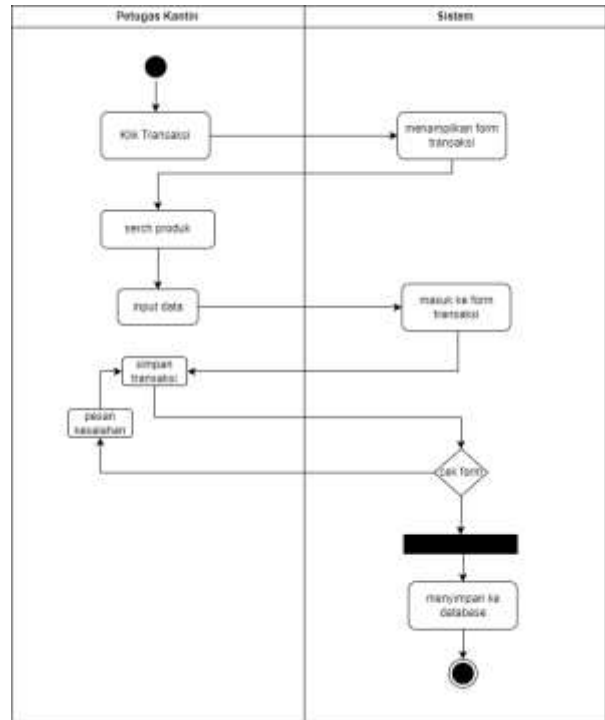 Petugas Kantin
Sistem
Klik Transaksi
menampilkan form
transaksi
serch produk
input data
masuk ke form
transaksi
simpan
transaksi
pesan
kesalahan
cek form
menyimpan ke
database